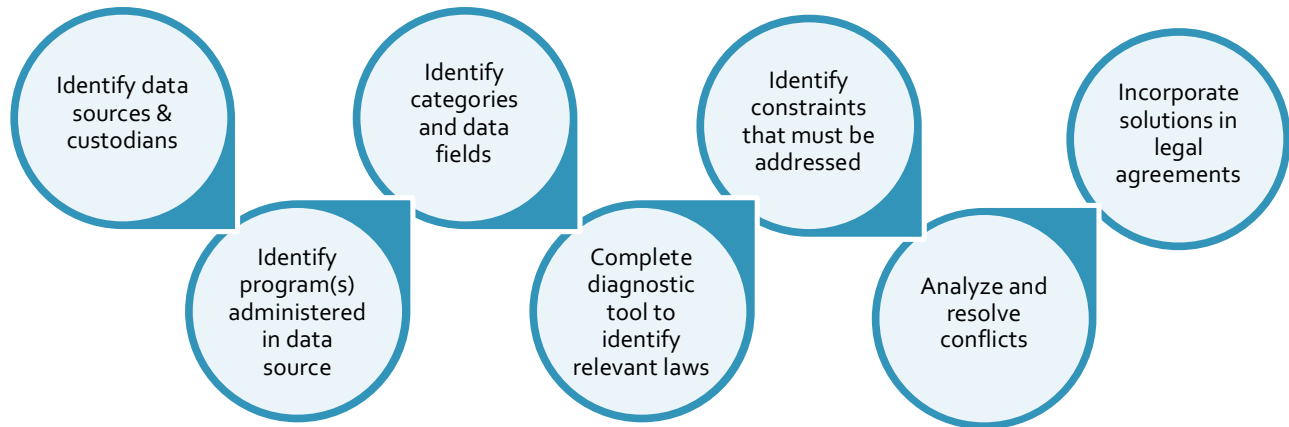 Identify data
sources &
custodians
Identify
program(s)
administered
in data
source
Identify
categories
and data
fields
Complete
diagnostic
tool to
identify
relevant laws
Identify
constraints
that must be
addressed
Analyze and
resolve
conflicts
Incorporate
solutions in
legal
agreements